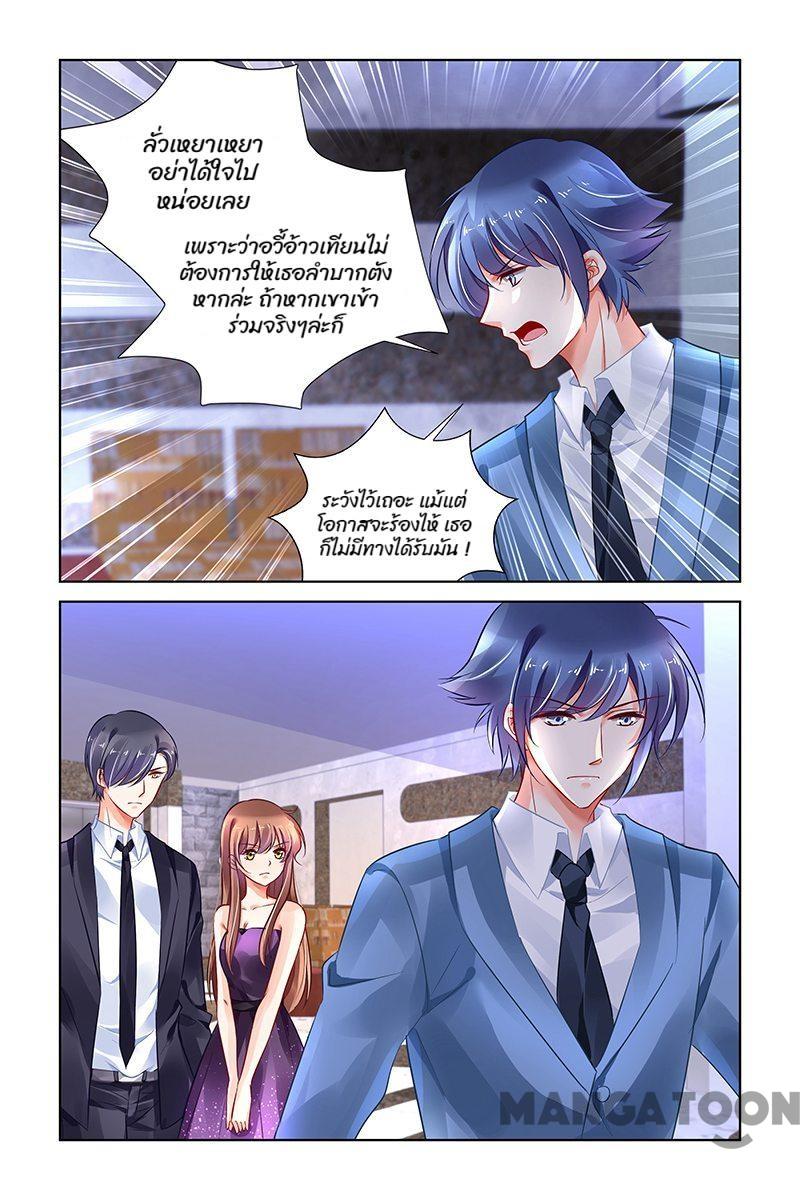 ลั่วเหยาเหยา
อย่าได้ใจไป
หน่อยเลย
เพราะว่าอวี้อ้าวเทียนไม่
ต้องการให้เธอลำบากตัง
หากล่ะ ถ้าหากเขาเข้า
ร่วมจริงๆล่ะก็
ระวังไว้เถอะ แม้แต่
โอกาสจะร้องไห้ เธอ
ก็ไม่มีทางได้รับมัน !
MANGATOON